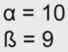 α = 10
ß = 9